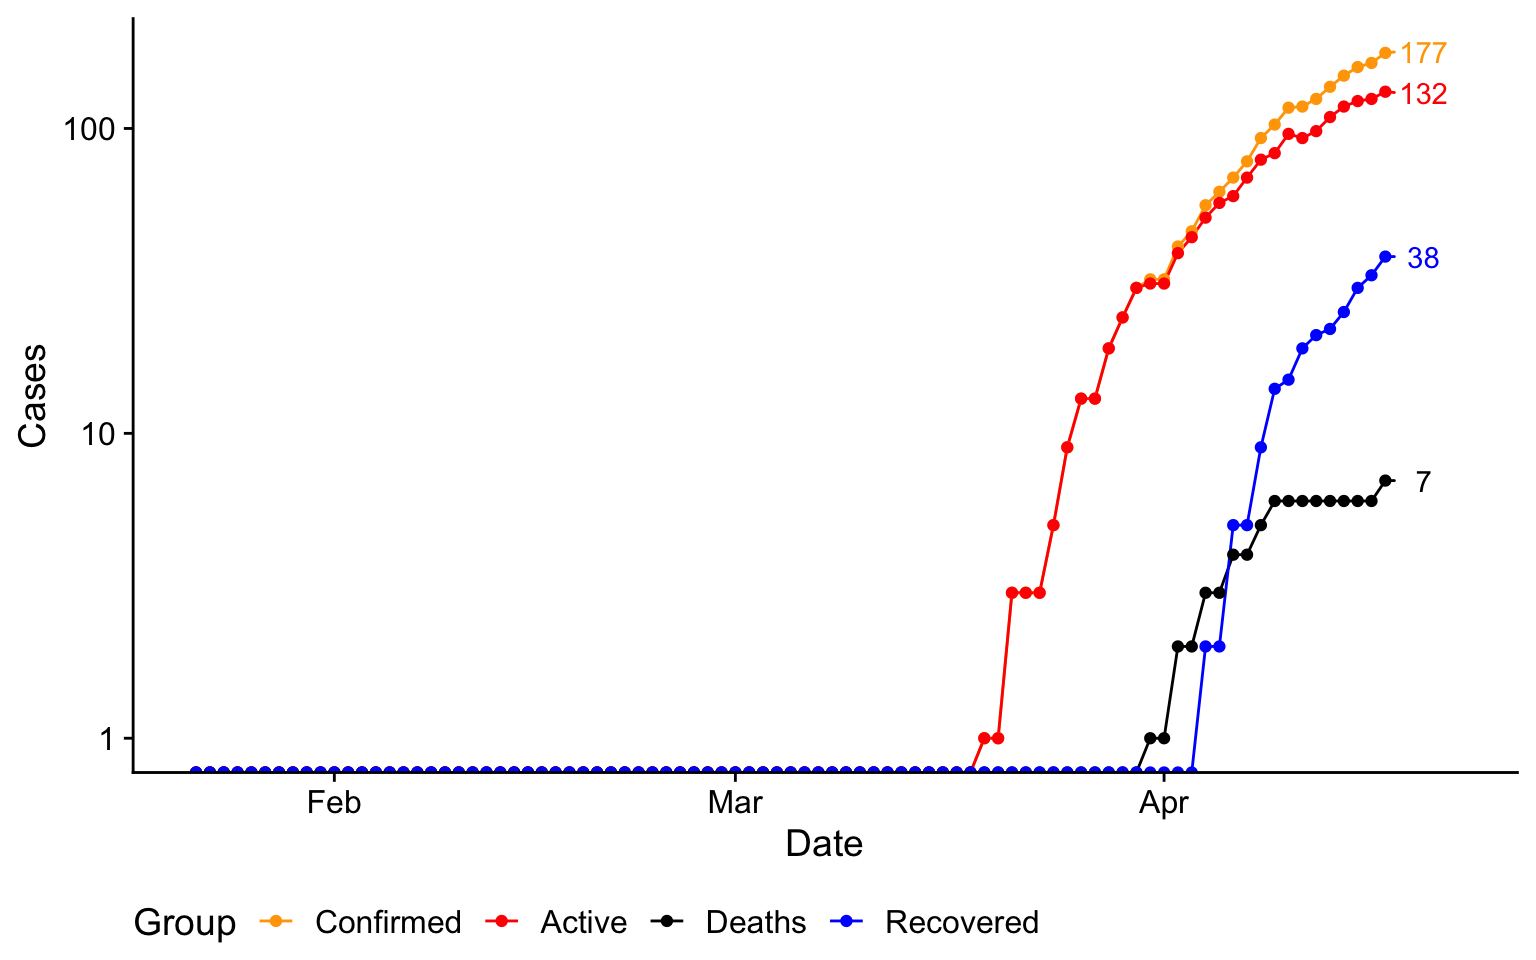 177
132
100
38
Cases
10
7
1
Feb Mar Apr
Date
Group Confirmed Active Deaths Recovered